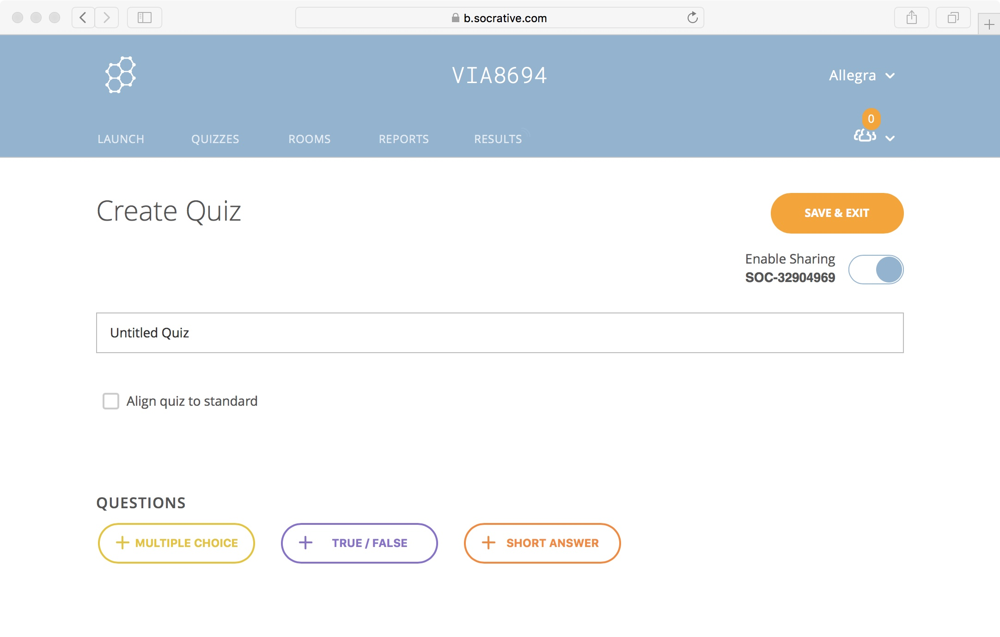 b.socrative.com
VIA8694
Allegra
0
LAUNCH QUIZZES ROOMS REPORTS RESULTS
Create Quiz
SAVE & EXIT
Enable Sharing
SOC-32904969
Untitled Quiz
Align quiz to standard
QUESTIONS
+ MULTIPLE CHOICE + TRUE / FALSE + SHORT ANSWER